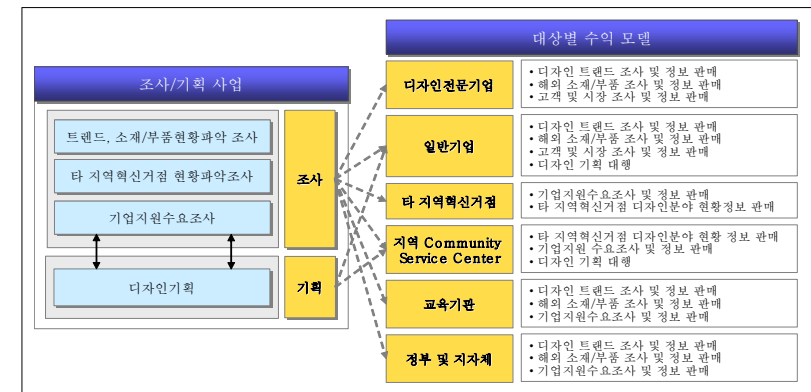 조사/기획 사업
트렌드, 소재/부품현황파악 조사
타 지역혁신거점 현황파악조사
기업지원수요조사
디자인기획
조사
기획
대상별 수익 모델
디자인전문기업
• 디자인 트랜드 조사 및 정보 판매
• 해외 소재/부품 조사 및 정보 판매
• 고객 및 시장 조사 및 정보 판매
일반기업
• 디자인 트랜드 조사 및 정보 판매
• 해외 소재/부품 조사 및 정보 판매
• 고객 및 시장 조사 및 정보 판매
• 디자인 기획 대행
타 지역혁신거점
• 기업지원수요조사 및 정보 판매
• 타 지역혁신거점 디자인분야 현황정보 판매
지역 Community
Service Center
• 타 지역혁신거점 디자인분야 현황 정보 판매
• 기업지원 수요조사 및 정보 판매
• 디자인 기획 대행
교육기관
• 디자인 트랜드 조사 및 정보 판매
• 해외 소재/부품 조사 및 정보 판매
• 기업지원수요조사 및 정보 판매
정부 및 지자체
• 디자인 트랜드 조사 및 정보 판매
• 해외 소재/부품 조사 및 정보 판매
• 기업지원수요조사 및 정보 판매